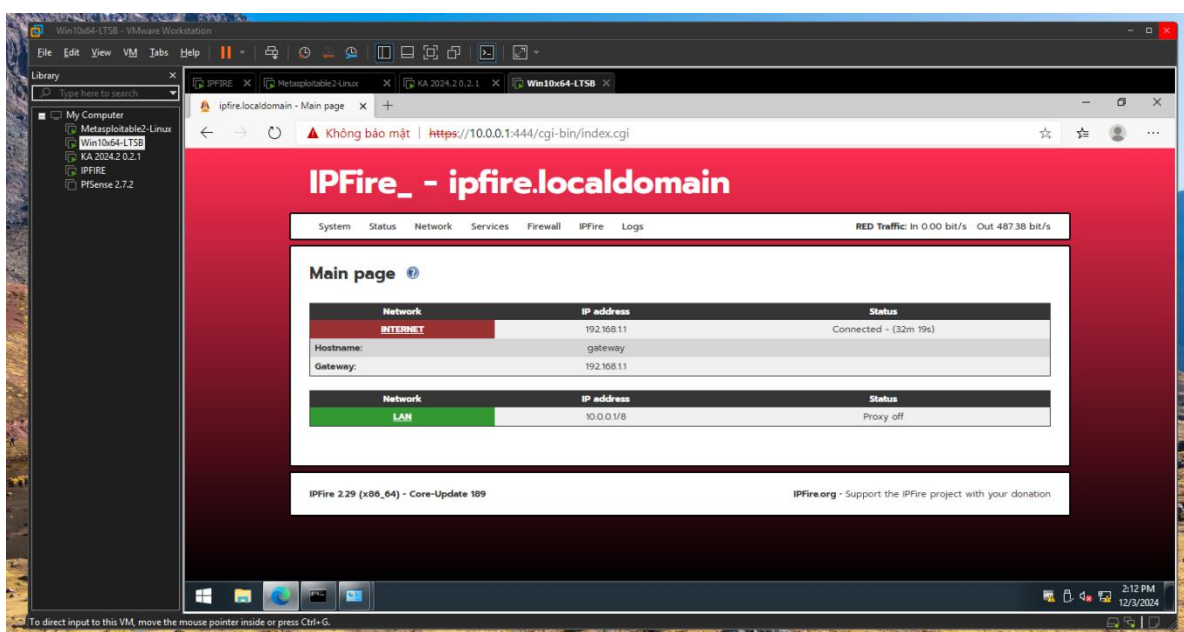 Win10x64-LTSB - VMware Workstation
File Edit View VM Tabs Help
Library
Type here to search
My Computer
Metasploitable2-Linux
Win10x64-LTSB
KA 2024.2 0.2.1
IPFIRE
PfSense 2.7.2
IPFIRE Metasploitable2-Linux KA 2024.2 0.2.1 Win10x64-LTSB
ipfire.localdomain - Main page
Không bảo mật https://10.0.0.1:444/cgi-bin/index.cgi
IPFire_ - ipfire.localdomain
System Status Network Services Firewall IPFire Logs RED Traffic: In 0.00 bit/s Out 487.38 bit/s
Main page
Network IP address Status
INTERNET 192.168.1.1 Connected - (32m 19s)
Hostname: gateway
Gateway: 192.168.1.1
Network IP address Status
LAN 10.0.0.1/8 Proxy off
IPFire 2.29 (x86_64) - Core-Update 189 IPFire.org - Support the IPFire project with your donation
2:12 PM
12/3/2024
To direct input to this VM, move the mouse pointer inside or press Ctrl+G.